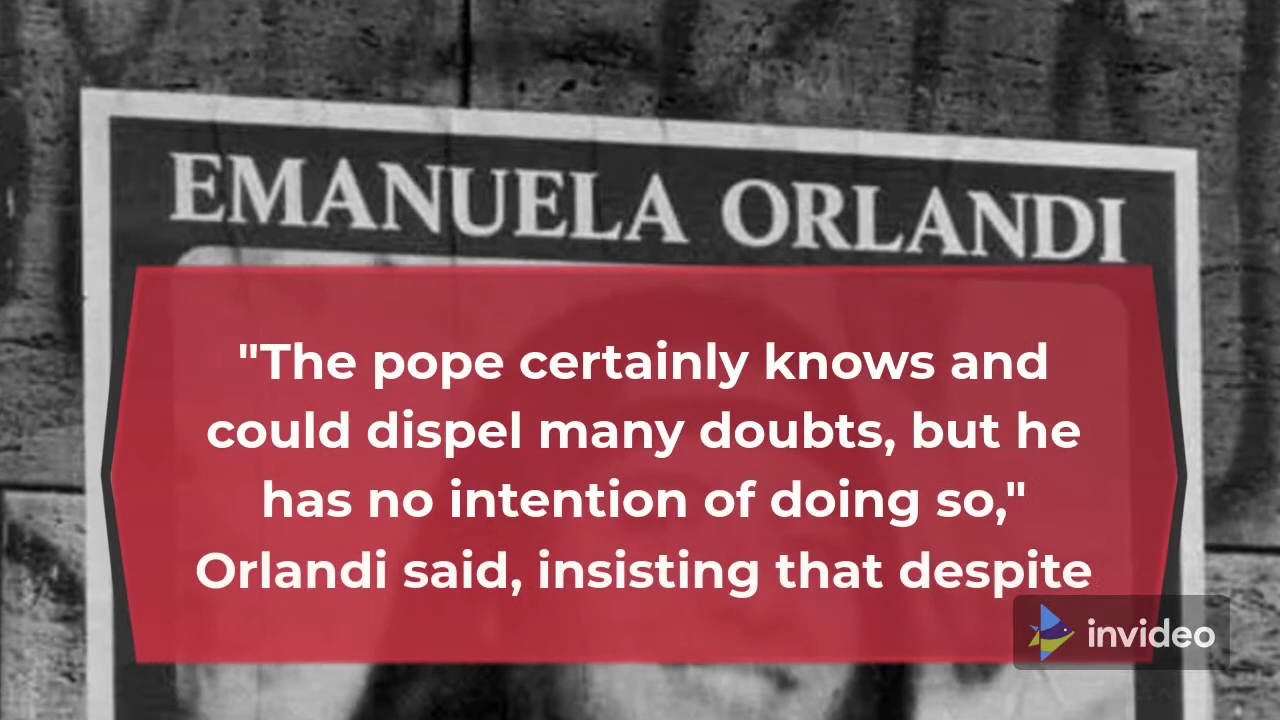 EMANUELA ORLANDI
"The pope certainly knows and
could dispel many doubts, but he
has no intention of doing so,"
Orlandi said, insisting that despite
invideo